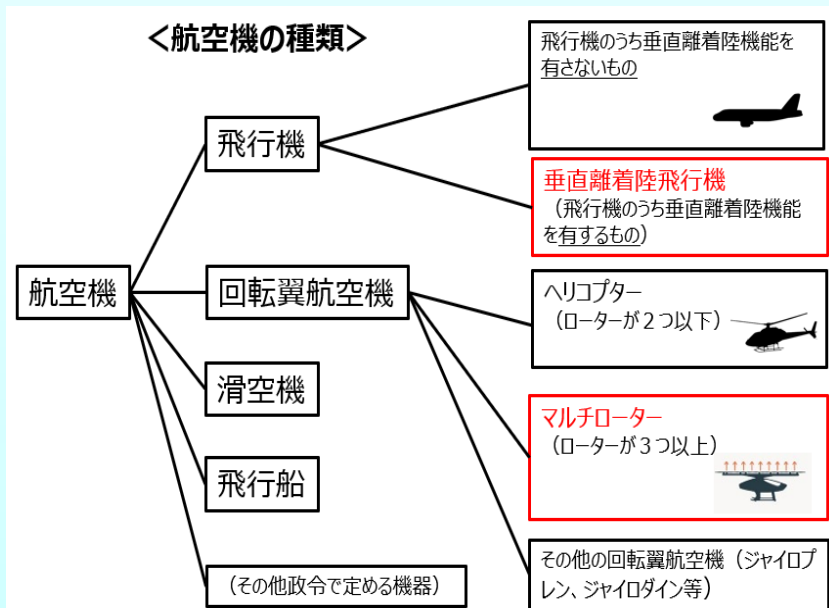 <航空機の種類>
飛行機のうち垂直離着陸機能を
有さないもの
飛行機
垂直離着陸飛行機
（飛行機のうち垂直離着陸機能
を有するもの）
航空機
回転翼航空機
ヘリコプター
（ローターが２つ以下）
滑空機
マルチローター
（ローターが３つ以上）
飛行船
（その他政令で定める機器）
その他の回転翼航空機（ジャイロプ
レン、ジャイロダイン等）